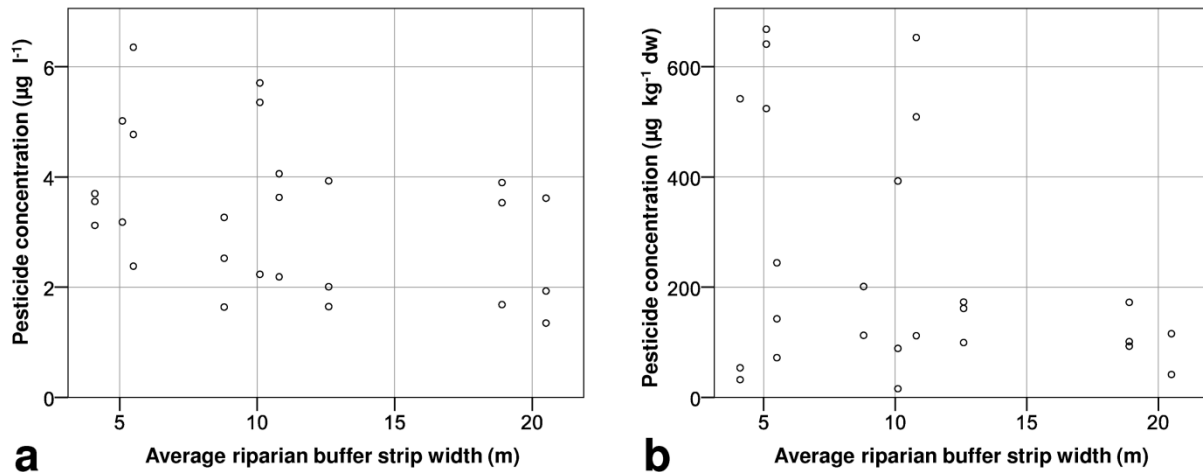 Pesticide concentration (µg l⁻¹)
6
4
2
0
5 10 15 20
Average riparian buffer strip width (m)
a
Pesticide concentration (µg kg⁻¹ dw)
600
400
200
0
5 10 15 20
Average riparian buffer strip width (m)
b